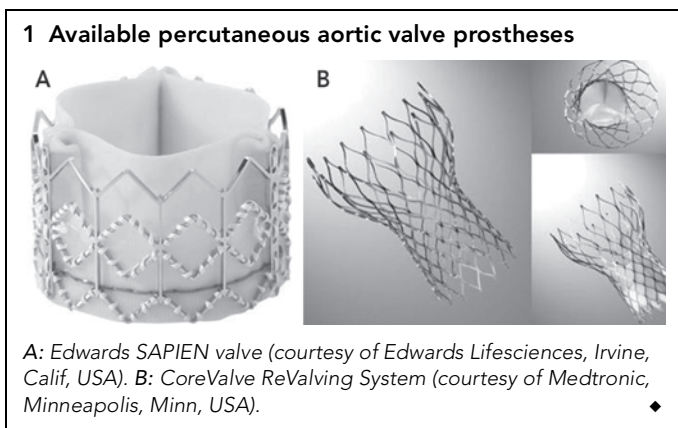 1 Available percutaneous aortic valve prostheses
A
B
A: Edwards SAPIEN valve (courtesy of Edwards Lifesciences, Irvine,
Calif, USA). B: CoreValve ReValving System (courtesy of Medtronic,
Minneapolis, Minn, USA). ◆